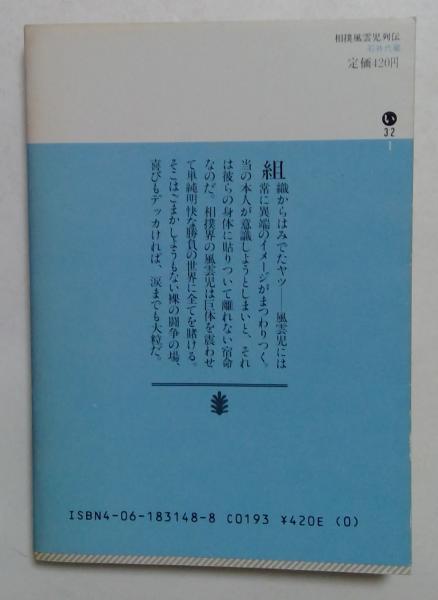 相撲風雲児列伝
石井代蔵
定価420円
い
32
1
組織からはみでたヤツ――風雲児には
常に異端のイメージがまつわりつく。
当の本人が意識しようとしまいと、それ
は彼らの身体に貼りついて離れない宿命
なのだ。相撲界の風雲児は巨体を震わせ
て単純明快な勝負の世界に全てを賭ける。
そこはごまかしようもない裸の闘争の場、
喜びもデッカければ、涙までも大粒だ。
ISBN4-06-183148-8 C0193 ¥420E (0)